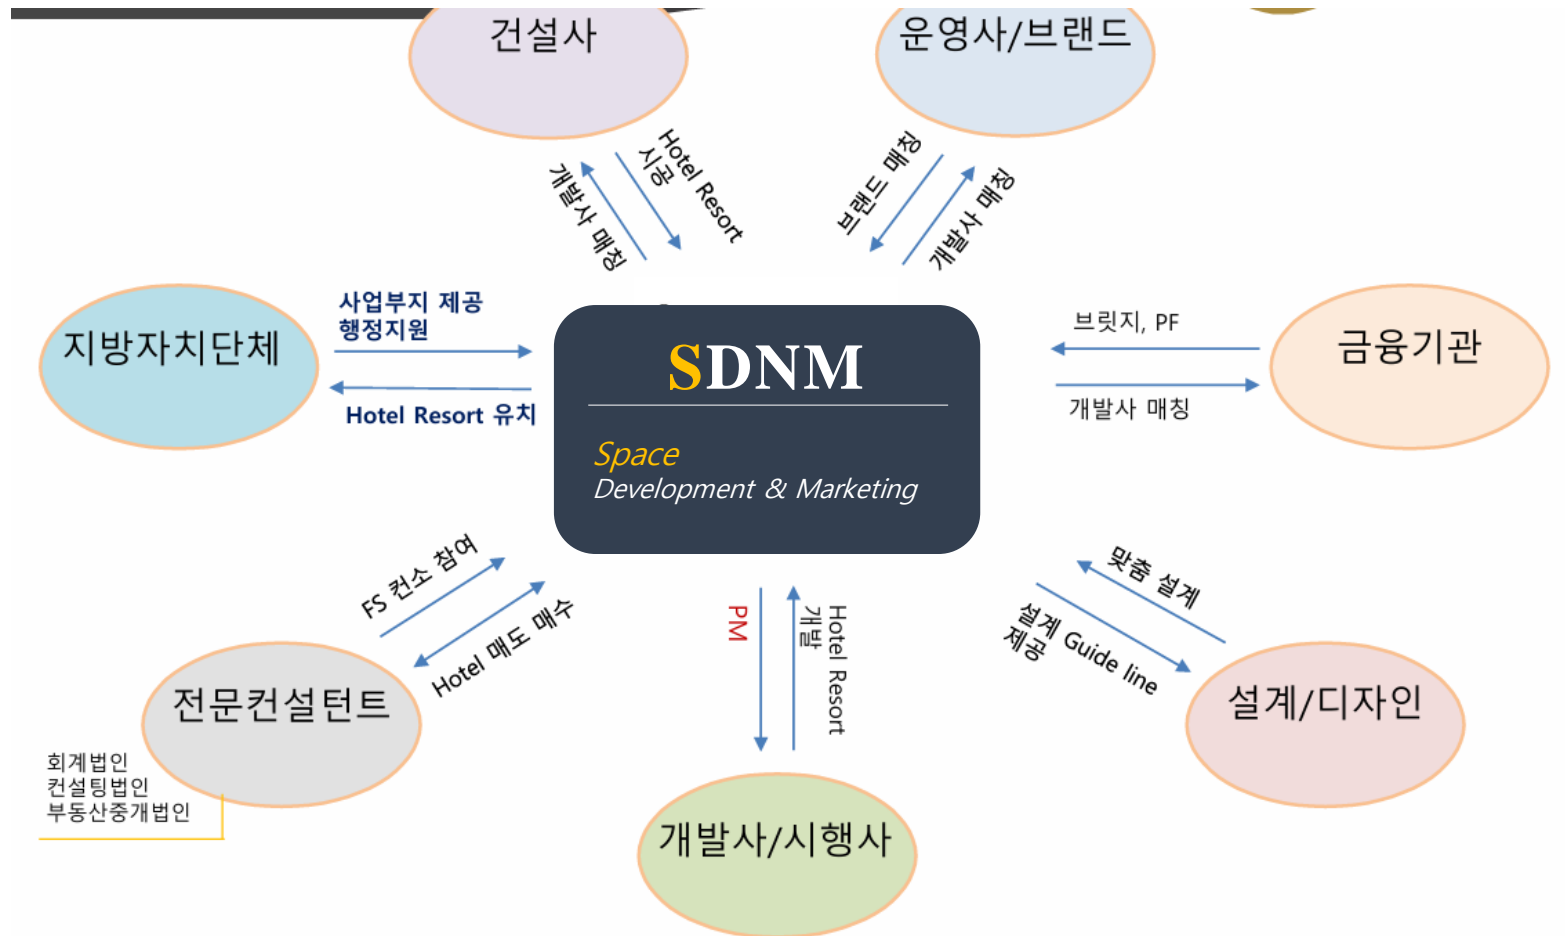 건설사
운영사/브랜드
개발사 매칭
Hotel Resort
시공
브랜드 매칭
개발사 매칭
지방자치단체
사업부지 제공
행정지원
Hotel Resort 유치
SDNM
Space
Development & Marketing
브릿지, PF
개발사 매칭
금융기관
FS 컨소 참여
Hotel 매도 매수
PM
Hotel Resort
개발
맞춤 설계
설계 Guide line
제공
전문컨설턴트
회계법인
컨설팅법인
부동산중개법인
설계/디자인
개발사/시행사